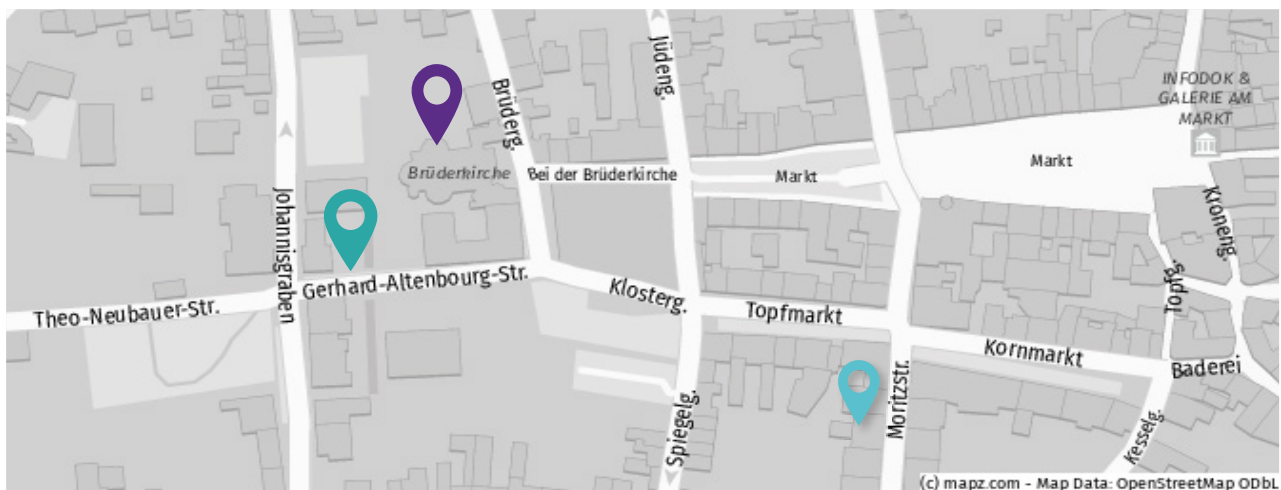 Jüdeng.
Brüderg.
INFODOK &
GALERIE AM
MARKT
Brüderkirche
Bei der Brüderkirche
Markt
Markt
Johannisgraben
Kroneng.
Gerhard-Altenbourg-Str.
Topfg.
Theo-Neubauer-Str.
Klosterg.
Topfmarkt
Kornmarkt
Baderei
Moritzstr.
Spiegelg.
Kesselg.
(c) mapz.com - Map Data: OpenStreetMap ODbL